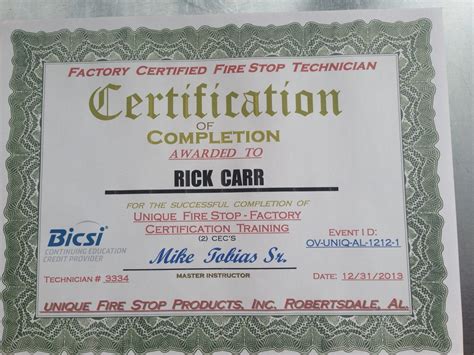 Factory Certified Fire Stop Technician
Certification
of
Completion
AWARDED TO
RICK CARR
FOR THE SUCCESSFUL COMPLETION OF
Unique Fire Stop - Factory
Certification Training
(2) CEC'S
Bicsi
CONTINUING EDUCATION
CREDIT PROVIDER
Event ID:
OV-UNIQ-AL-1212-1
Mike Tobias Sr.
MASTER INSTRUCTOR
Technician # 3334
Date: 12/31/2013
UNIQUE FIRE STOP PRODUCTS, INC. ROBERTSDALE, AL.